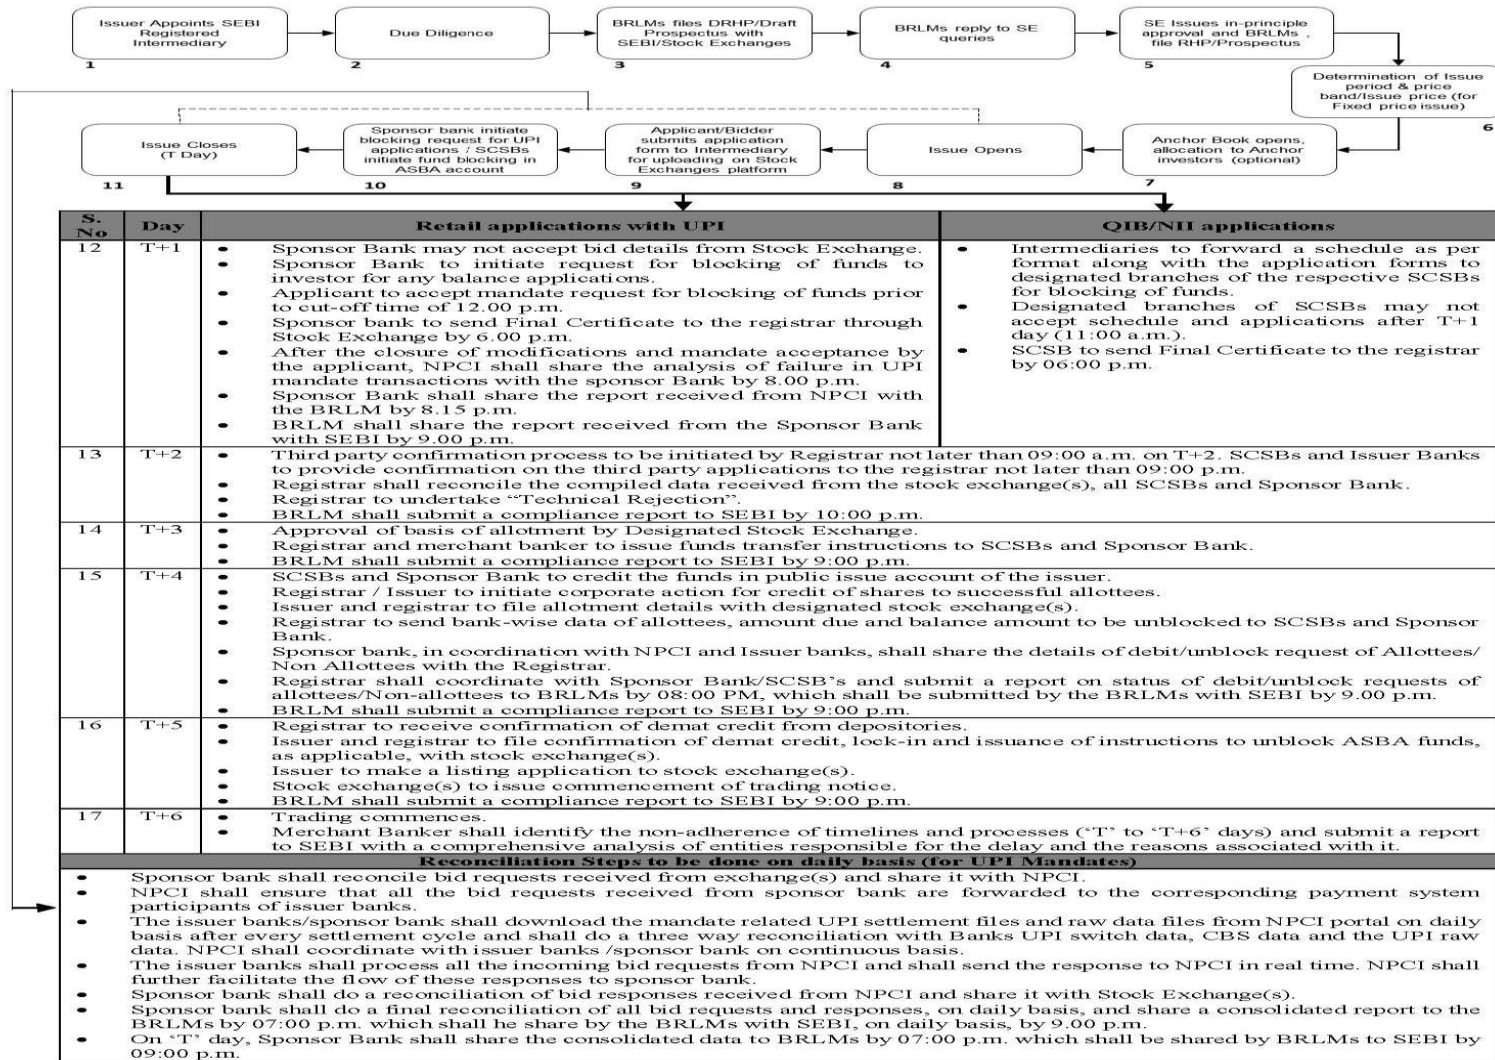 Issuer Appoints SEBI
Registered
Intermediary
1
Due Diligence
2
BRLMs files DRHP/Draft
Prospectus with
SEBI/Stock Exchanges
3
BRLMs reply to SE
queries
4
SE Issues in-principle
approval and BRLMs ,
file RHP/Prospectus
5
Determination of Issue
period & price
band/Issue price (for
Fixed price issue)
6
Issue Closes
(T Day)
11
Sponsor bank initiate
blocking request for UPI
applications / SCSBs
initiate fund blocking in
ASBA account
10
Applicant/Bidder
submits application
form to Intermediary
for uploading on Stock
Exchanges platform
9
Issue Opens
8
Anchor Book opens,
allocation to Anchor
investors (optional)
7
S. No Day Retail applications with UPI QIB/NII applications
12 T+1
• Sponsor Bank may not accept bid details from Stock Exchange.
• Sponsor Bank to initiate request for blocking of funds to
investor for any balance applications.
• Applicant to accept mandate request for blocking of funds prior
to cut-off time of 12.00 p.m.
• Sponsor bank to send Final Certificate to the registrar through
Stock Exchange by 6.00 p.m.
• After the closure of modifications and mandate acceptance by
the applicant, NPCI shall share the analysis of failure in UPI
mandate transactions with the sponsor Bank by 8.00 p.m.
• Sponsor Bank shall share the report received from NPCI with
the BRLM by 8.15 p.m.
• BRLM shall share the report received from the Sponsor Bank
with SEBI by 9.00 p.m.
• Intermediaries to forward a schedule as per
format along with the application forms to
designated branches of the respective SCSBs
for blocking of funds.
• Designated branches of SCSBs may not
accept schedule and applications after T+1
day (11:00 a.m.).
• SCSB to send Final Certificate to the registrar
by 06:00 p.m.
13 T+2
• Third party confirmation process to be initiated by Registrar not later than 09:00 a.m. on T+2. SCSBs and Issuer Banks
to provide confirmation on the third party applications to the registrar not later than 09:00 p.m.
• Registrar shall reconcile the compiled data received from the stock exchange(s), all SCSBs and Sponsor Bank.
• Registrar to undertake “Technical Rejection”.
• BRLM shall submit a compliance report to SEBI by 10:00 p.m.
14 T+3
• Approval of basis of allotment by Designated Stock Exchange.
• Registrar and merchant banker to issue funds transfer instructions to SCSBs and Sponsor Bank.
• BRLM shall submit a compliance report to SEBI by 9:00 p.m.
15 T+4
• SCSBs and Sponsor Bank to credit the funds in public issue account of the issuer.
• Registrar / Issuer to initiate corporate action for credit of shares to successful allottees.
• Issuer and registrar to file allotment details with designated stock exchange(s).
• Registrar to send bank-wise data of allottees, amount due and balance amount to be unblocked to SCSBs and Sponsor
Bank.
• Sponsor bank, in coordination with NPCI and Issuer banks, shall share the details of debit/unblock request of Allottees/
Non Allottees with the Registrar.
• Registrar shall coordinate with Sponsor Bank/SCSB’s and submit a report on status of debit/unblock requests of
allottees/Non-allottees to BRLMs by 08:00 PM, which shall be submitted by the BRLMs with SEBI by 9.00 p.m.
• BRLM shall submit a compliance report to SEBI by 9:00 p.m.
16 T+5
• Registrar to receive confirmation of demat credit from depositories.
• Issuer and registrar to file confirmation of demat credit, lock-in and issuance of instructions to unblock ASBA funds,
as applicable, with stock exchange(s).
• Issuer to make a listing application to stock exchange(s).
• Stock exchange(s) to issue commencement of trading notice.
• BRLM shall submit a compliance report to SEBI by 9:00 p.m.
17 T+6
• Trading commences.
• Merchant Banker shall identify the non-adherence of timelines and processes (‘T’ to ‘T+6’ days) and submit a report
to SEBI with a comprehensive analysis of entities responsible for the delay and the reasons associated with it.
Reconciliation Steps to be done on daily basis (for UPI Mandates)
• Sponsor bank shall reconcile bid requests received from exchange(s) and share it with NPCI.
• NPCI shall ensure that all the bid requests received from sponsor bank are forwarded to the corresponding payment system
participants of issuer banks.
• The issuer banks/sponsor bank shall download the mandate related UPI settlement files and raw data files from NPCI portal on daily
basis after every settlement cycle and shall do a three way reconciliation with Banks UPI switch data, CBS data and the UPI raw
data. NPCI shall coordinate with issuer banks /sponsor bank on continuous basis.
• The issuer banks shall process all the incoming bid requests from NPCI and shall send the response to NPCI in real time. NPCI shall
further facilitate the flow of these responses to sponsor bank.
• Sponsor bank shall do a reconciliation of bid responses received from NPCI and share it with Stock Exchange(s).
• Sponsor bank shall do a final reconciliation of all bid requests and responses, on daily basis, and share a consolidated report to the
BRLMs by 07:00 p.m. which shall he share by the BRLMs with SEBI, on daily basis, by 9.00 p.m.
• On ‘T’ day, Sponsor Bank shall share the consolidated data to BRLMs by 07:00 p.m. which shall be shared by BRLMs to SEBI by
09:00 p.m.